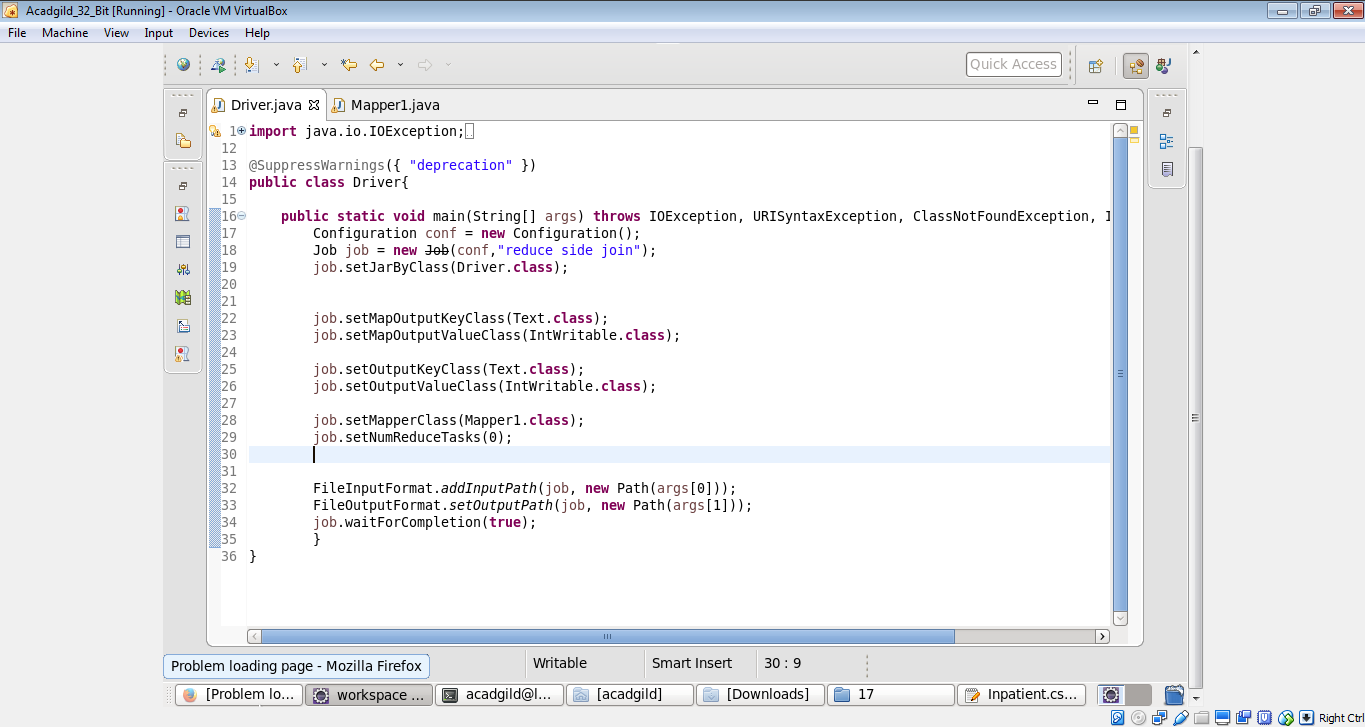 Acadgild_32_Bit [Running] - Oracle VM VirtualBox
File Machine View Input Devices Help
Quick Access
Driver.java Mapper1.java
1 import java.io.IOException;
12
13 @SuppressWarnings({ "deprecation" })
14 public class Driver{
15
16 public static void main(String[] args) throws IOException, URISyntaxException, ClassNotFoundException, I
17 Configuration conf = new Configuration();
18 Job job = new Job(conf,"reduce side join");
19 job.setJarByClass(Driver.class);
20
21
22 job.setMapOutputKeyClass(Text.class);
23 job.setMapOutputValueClass(IntWritable.class);
24
25 job.setOutputKeyClass(Text.class);
26 job.setOutputValueClass(IntWritable.class);
27
28 job.setMapperClass(Mapper1.class);
29 job.setNumReduceTasks(0);
30
31
32 FileInputFormat.addInputPath(job, new Path(args[0]));
33 FileOutputFormat.setOutputPath(job, new Path(args[1]));
34 job.waitForCompletion(true);
35 }
36 }
Problem loading page - Mozilla Firefox Writable Smart Insert 30 : 9
[Problem lo... workspace ... acadgild@l... [acadgild] [Downloads] 17 Inpatient.cs...
Right Ctrl